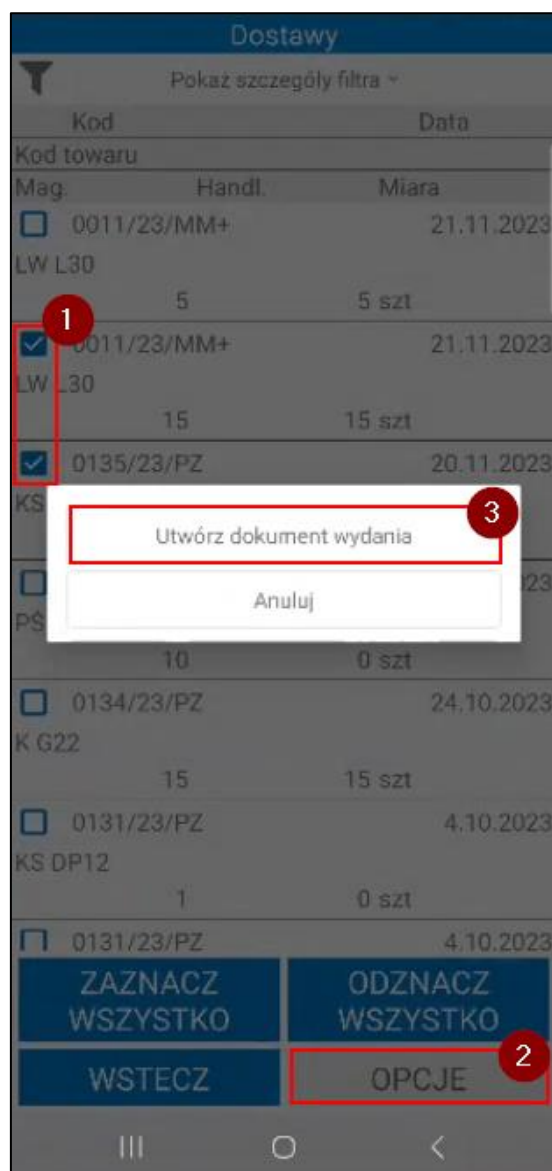 Dostawy
Pokaż szczegóły filtra
Kod Data
Kod towaru
Mag. Handl. Miara
0011/23/MM+ 21.11.2023
LW L30
5 5 szt
1
0011/23/MM+ 21.11.2023
LW L30
15 15 szt
0135/23/PZ 20.11.2023
KS
3
Utwórz dokument wydania
23
Anuluj
PŚ
10 0 szt
0134/23/PZ 24.10.2023
K G22
15 15 szt
0131/23/PZ 4.10.2023
KS DP12
1 0 szt
0131/23/PZ 4.10.2023
ZAZNACZ WSZYSTKO
ODZNACZ WSZYSTKO
2
WSTECZ OPCJE